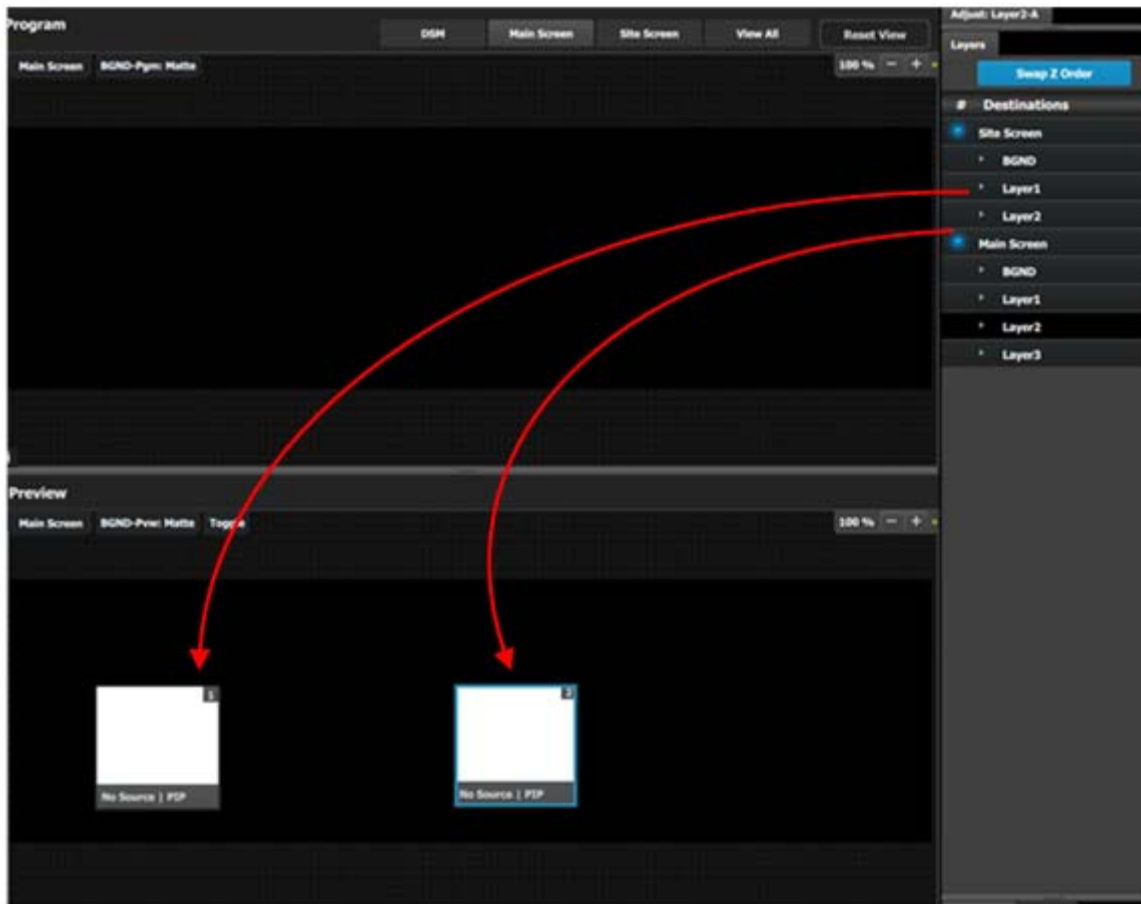 Program
DSM
Main Screen
Site Screen
View All
Reset View
Main Screen
BGND-Pgm: Matte
100 %
Adjust: Layer2-A
Layers
Swap Z Order
# Destinations
Site Screen
BGND
Layer1
Layer2
Main Screen
BGND
Layer1
Layer2
Layer3
Preview
Main Screen
BGND-Pvw: Matte
Toggle
100 %
1
No Source | PIP
2
No Source | PIP